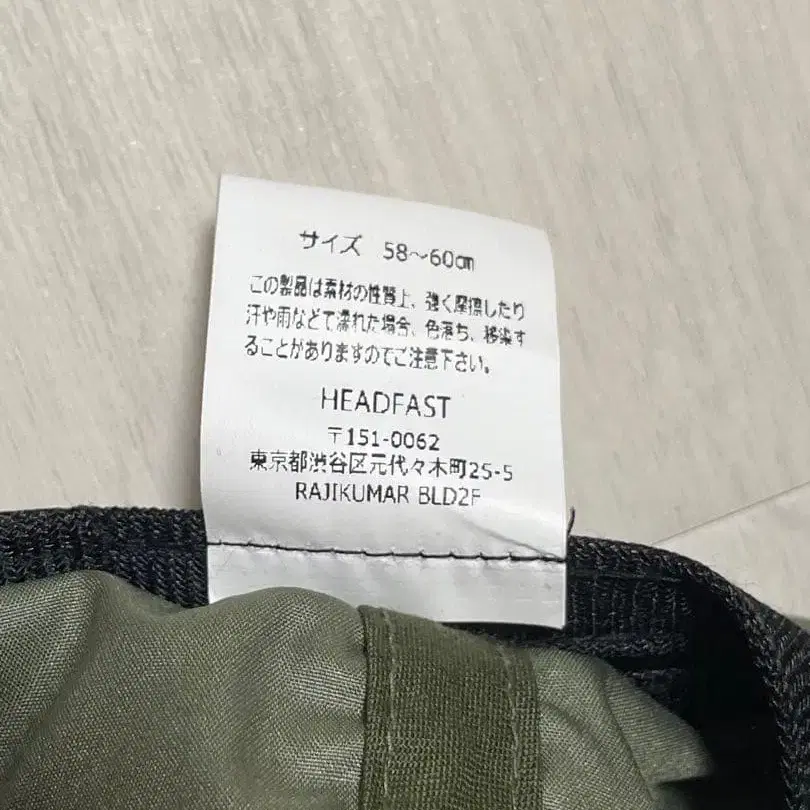 サイズ 58～60㎝
この製品は素材の性質上、強く摩擦したり
汗や雨などで濡れた場合、色落ち、移染す
ることがありますのでご注意下さい。
HEADFAST
〒151-0062
東京都渋谷区元代々木町25-5
RAJIKUMAR BLD2F